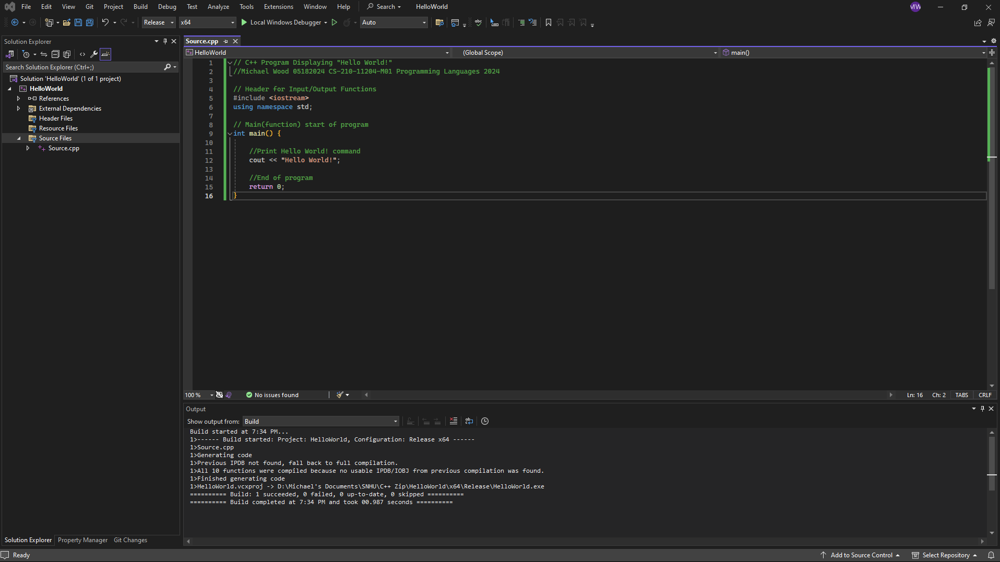 File Edit View Git Project Build Debug Test Analyze Tools Extensions Window Help Search HelloWorld MW
Release x64 Local Windows Debugger Auto
Solution Explorer
Search Solution Explorer (Ctrl+;)
Solution 'HelloWorld' (1 of 1 project)
HelloWorld
References
External Dependencies
Header Files
Resource Files
Source Files
Source.cpp
Solution Explorer Property Manager Git Changes
Source.cpp
HelloWorld (Global Scope) main()
1 // C++ Program Displaying "Hello World!"
2 //Michael Wood 05182024 CS-210-11204-M01 Programming Languages 2024
3
4 // Header for Input/Output Functions
5 #include <iostream>
6 using namespace std;
7
8 // Main(function) start of program
9 int main() {
10
11 //Print Hello World! command
12 cout << "Hello World!";
13
14 //End of program
15 return 0;
16 }
100 % No issues found Ln: 16 Ch: 2 TABS CRLF
Output
Show output from: Build
Build started at 7:34 PM...
1>------ Build started: Project: HelloWorld, Configuration: Release x64 ------
1>Source.cpp
1>Generating code
1>Previous IPDB not found, fall back to full compilation.
1>All 10 functions were compiled because no usable IPDB/IOBJ from previous compilation was found.
1>Finished generating code
1>HelloWorld.vcxproj -> D:\Michael's Documents\SNHU\C++ Zip\HelloWorld\x64\Release\HelloWorld.exe
========== Build: 1 succeeded, 0 failed, 0 up-to-date, 0 skipped ==========
========== Build completed at 7:34 PM and took 00.987 seconds ==========
Ready Add to Source Control Select Repository